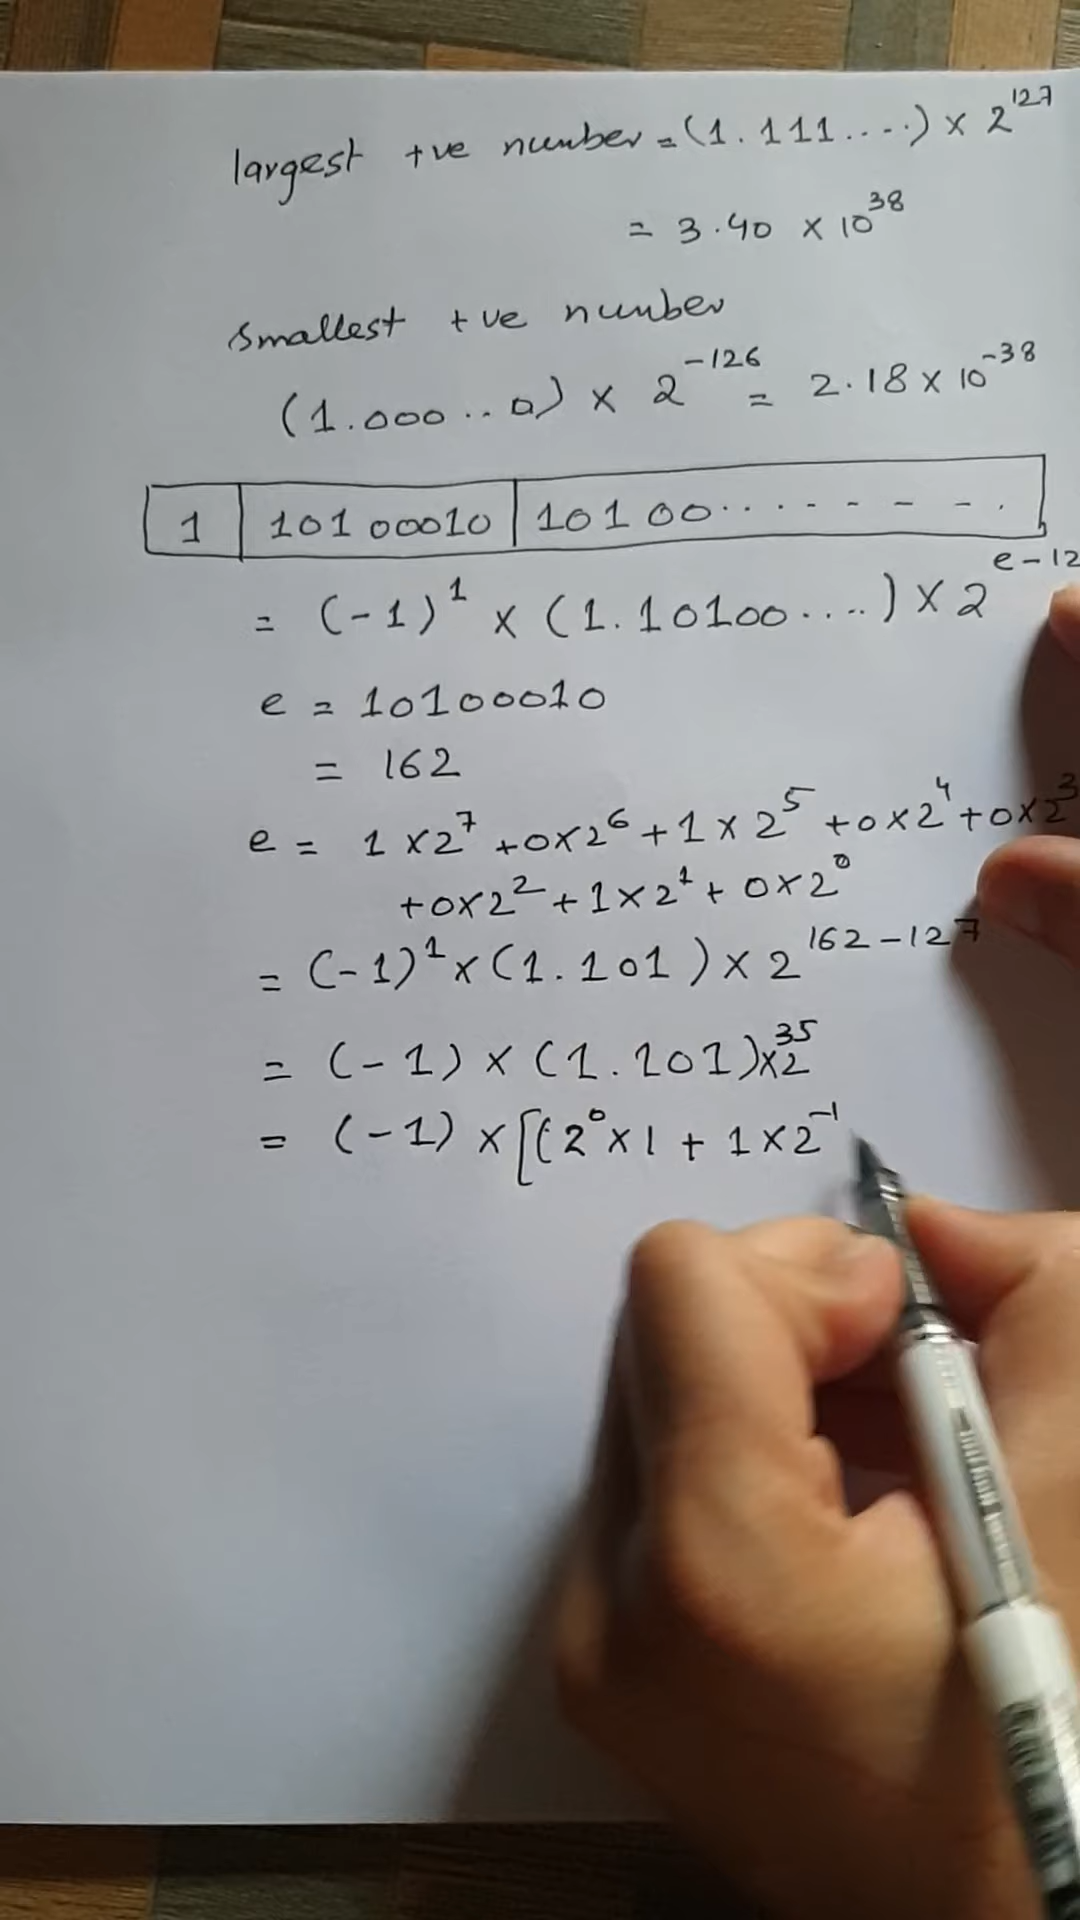 largest +ve number = (1.111....) × 2^127
= 3.40 × 10^38
smallest +ve number
(1.000..0) × 2^-126 = 2.18 × 10^-38
1 | 10100010 | 10100...- - - - .
= (-1)^1 × (1.10100....) × 2^e-12
e = 10100010
= 162
e = 1×2^7 +0×2^6 +1×2^5 +0×2^4 +0×2^3
+0×2^2 +1×2^1 + 0×2^0
= (-1)^1 × (1.101) × 2^162-127
= (-1) × (1.101)×2^35
= (-1) × [(2^0×1 + 1×2^-1